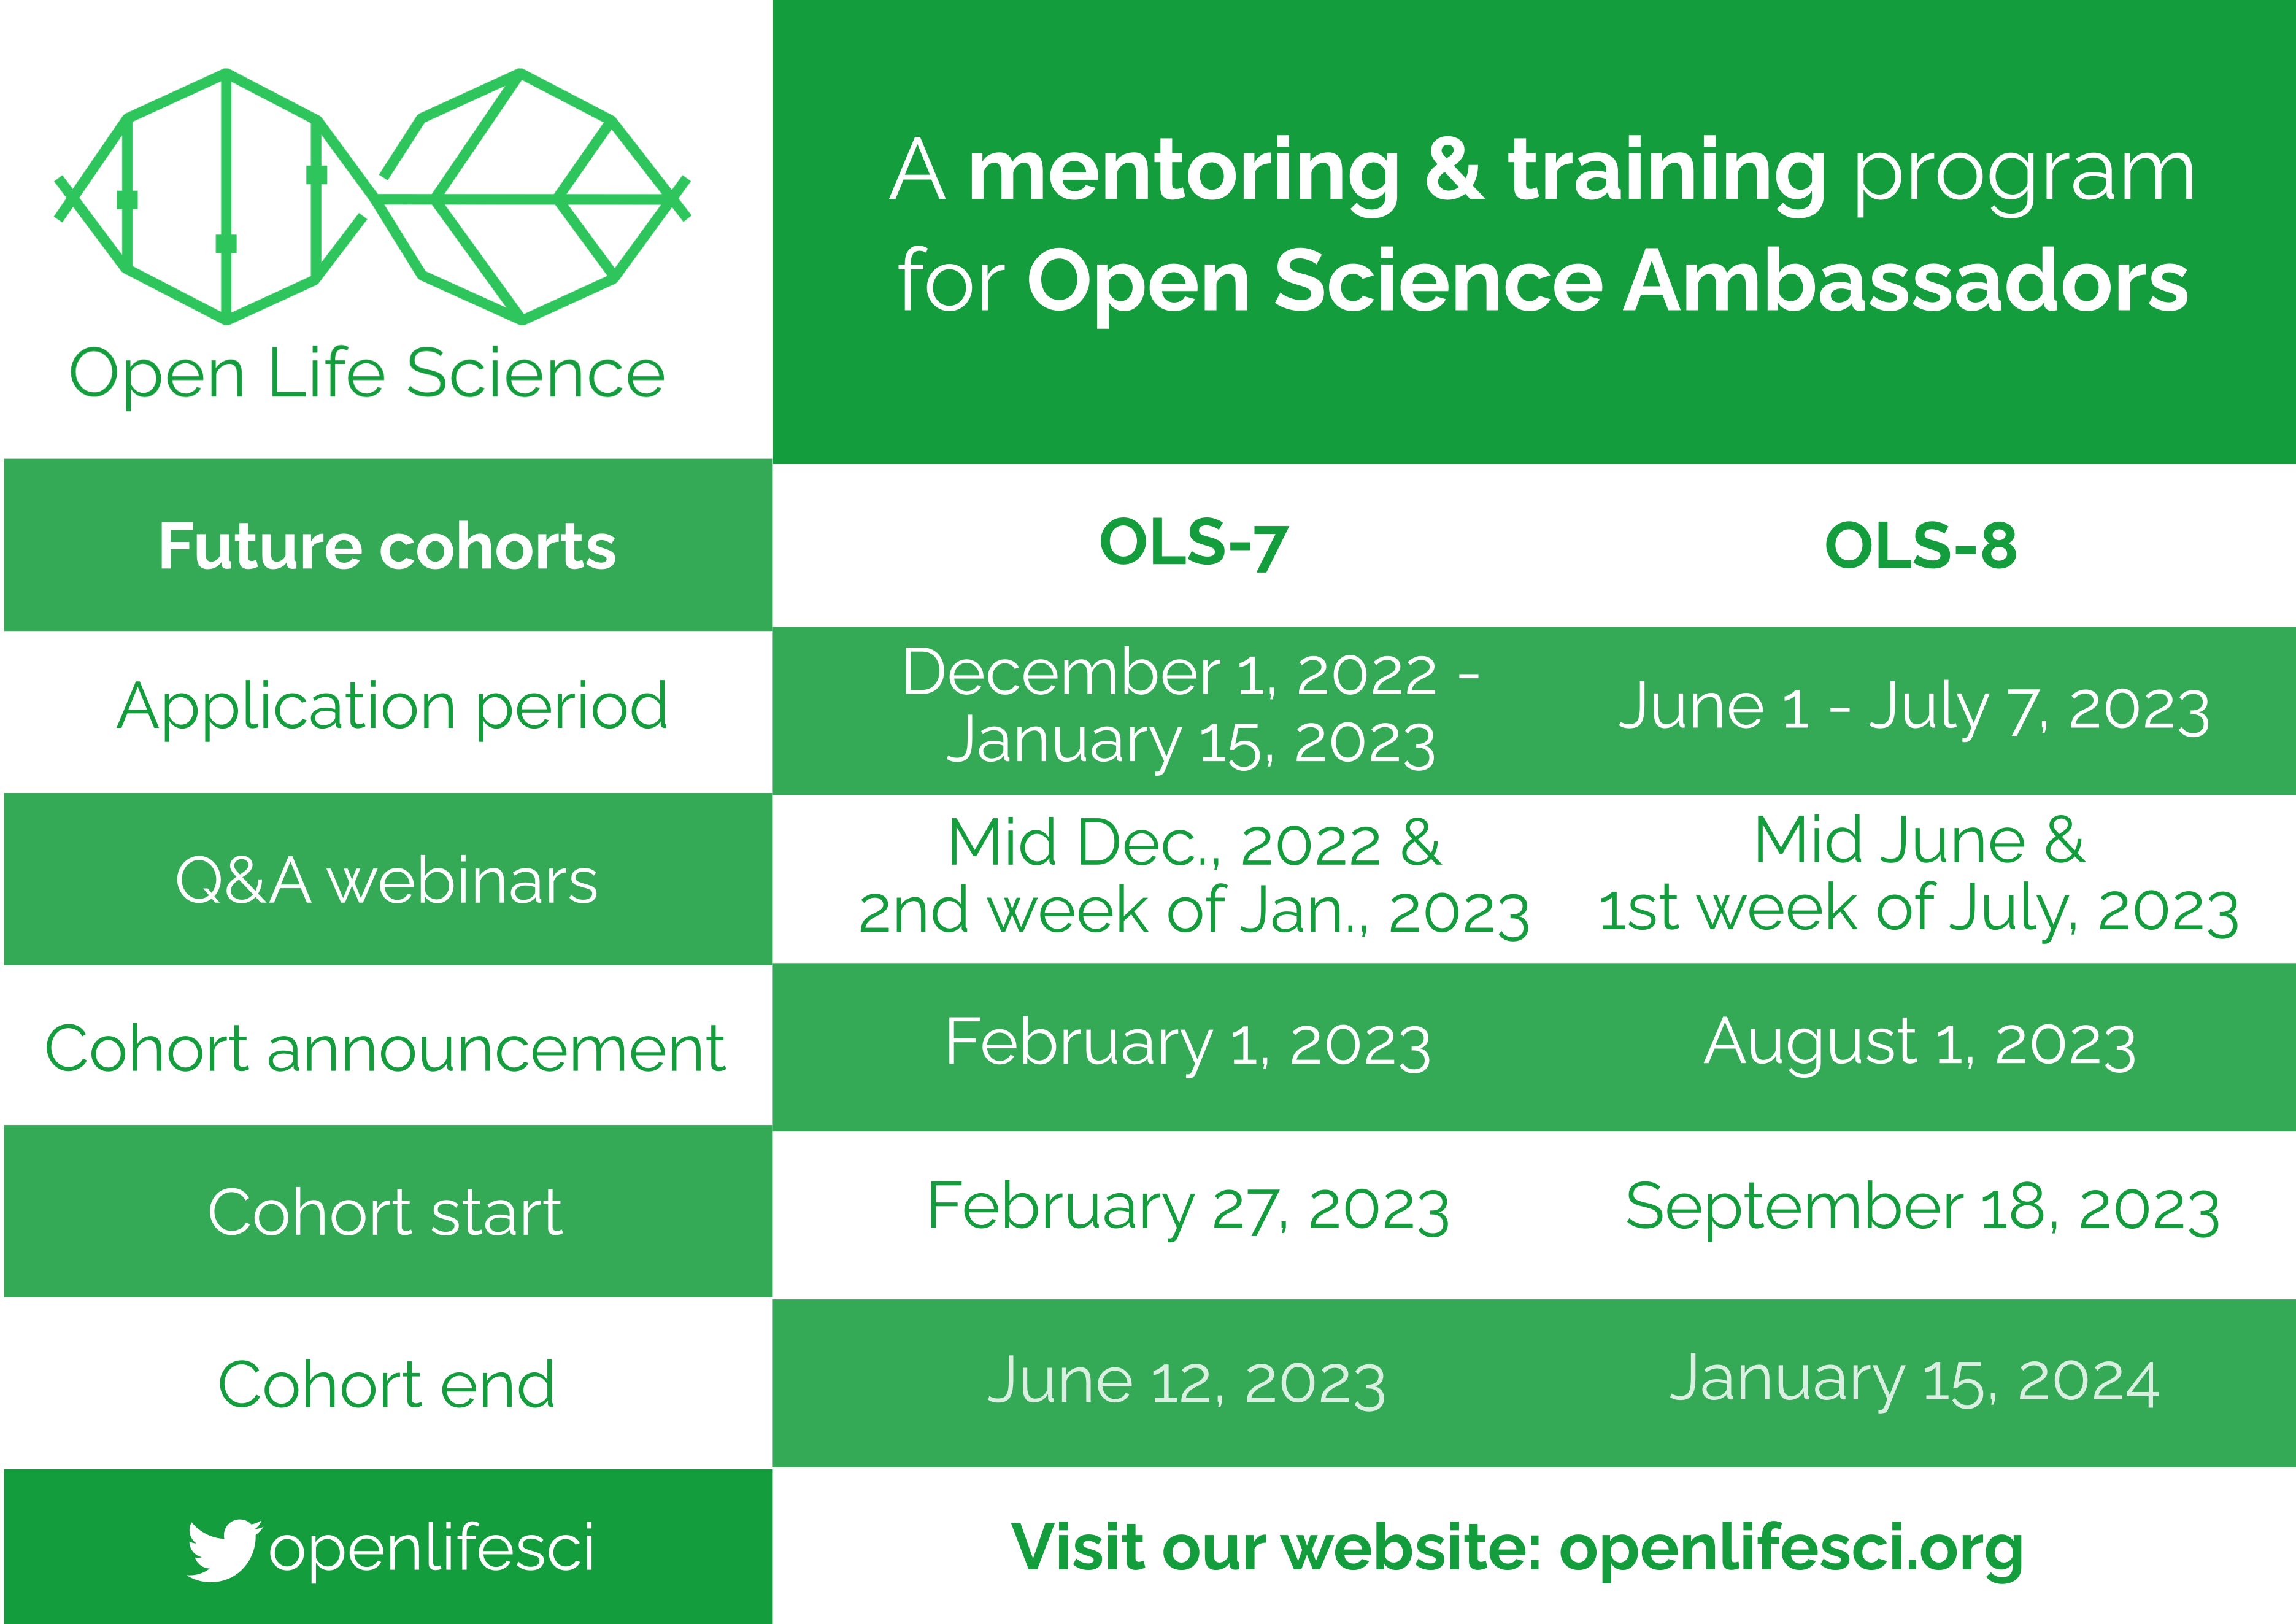 Open Life Science
A mentoring & training program
for Open Science Ambassadors
Future cohorts
OLS-7
OLS-8
Application period
December 1, 2022 -
January 15, 2023
June 1 - July 7, 2023
Q&A webinars
Mid Dec., 2022 &
2nd week of Jan., 2023
Mid June &
1st week of July, 2023
Cohort announcement
February 1, 2023
August 1, 2023
Cohort start
February 27, 2023
September 18, 2023
Cohort end
June 12, 2023
January 15, 2024
openlifesci
Visit our website: openlifesci.org